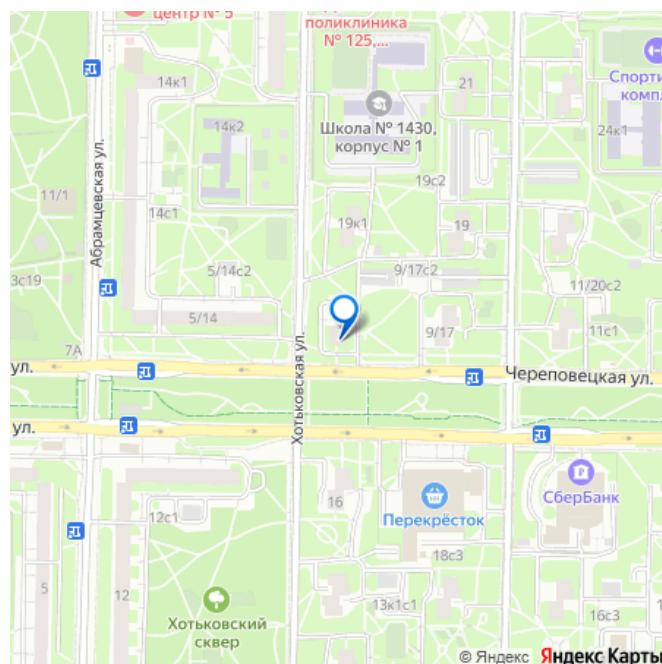 центр № 5
поликлиника
№ 125,...
14к1
21
Спорти
компл
Школа № 1430,
корпус № 1
14к2
24к1
Абрамцевская ул.
11/1
19с2
14с1
19к1
19
3с19
5/14с2
9/17с2
11/20с2
5/14
9/17
11с1
7А
ул.
Череповецкая ул.
Хотьковская ул.
ул.
СберБанк
Перекрёсток
16
12с1
18с3
5
12
13к1с1
16с3
Хотьковский
сквер
© Яндекс Яндекс Карты